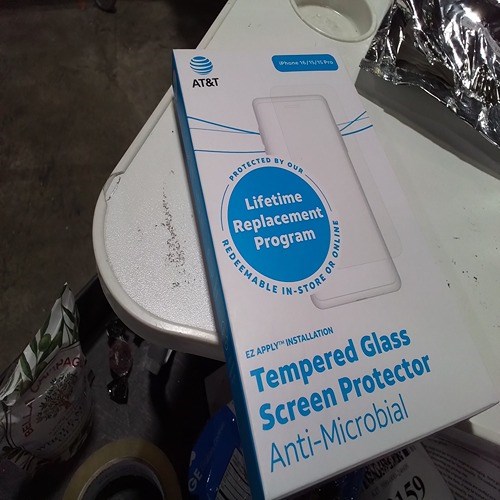 AT&T
iPhone 16/15/15 Pro
PROTECTED BY OUR
Lifetime
Replacement
Program
REDEEMABLE IN-STORE OR ONLINE
EZ APPLY™ INSTALLATION
Tempered Glass
Screen Protector
Anti-Microbial
159